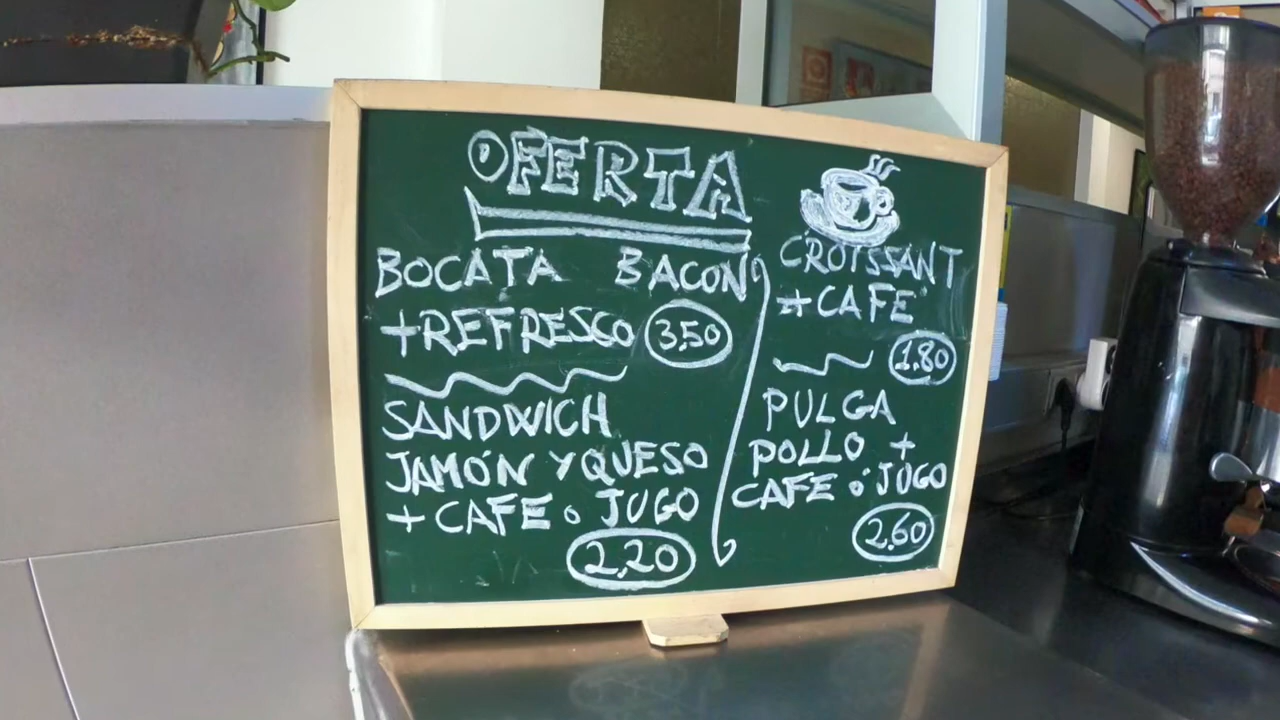 OFERTA
BOCATA BACON
+REFRESCO 3,50
SANDWICH
JAMÓN Y QUESO
+ CAFE o JUGO
2,20
CROISSANT
+CAFE
1.80
PULGA
POLLO +
CAFE ó JUGO
2.60